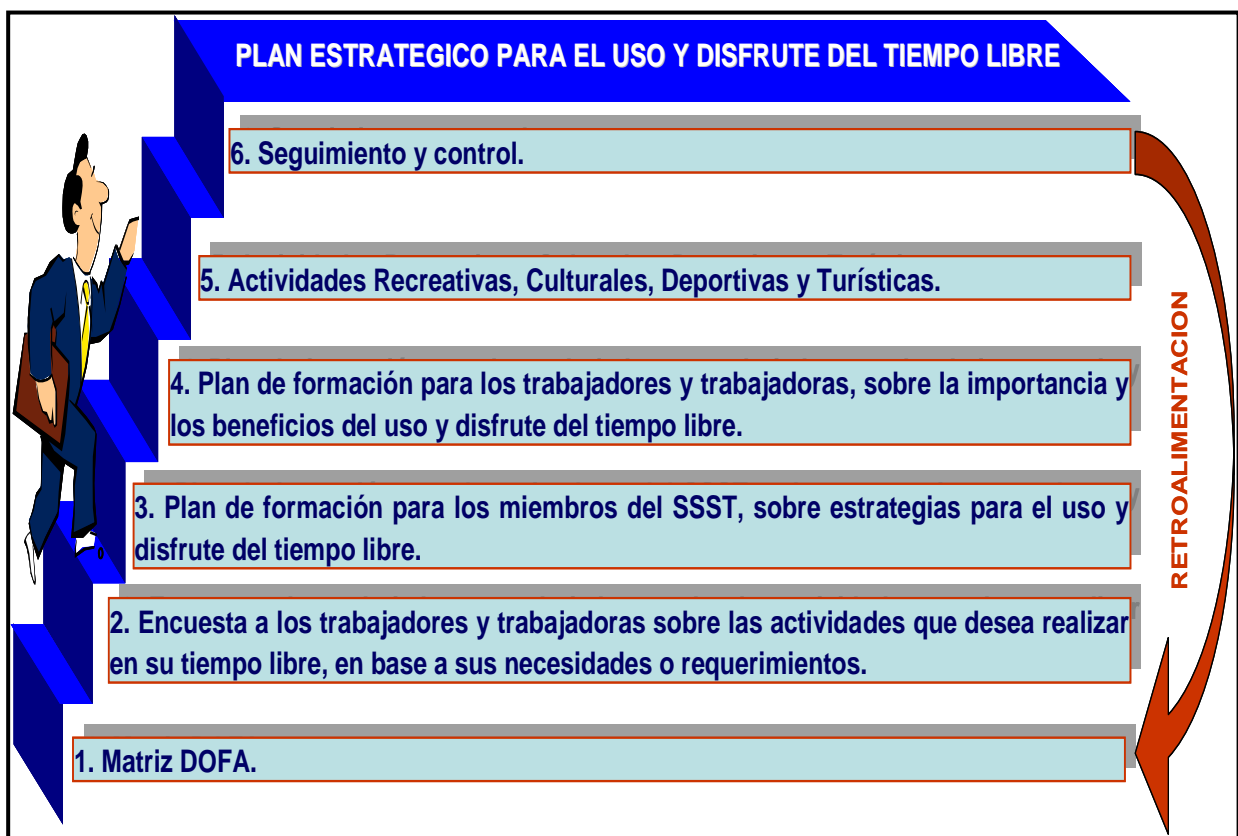 PLAN ESTRATEGICO PARA EL USO Y DISFRUTE DEL TIEMPO LIBRE
6. Seguimiento y control.
5. Actividades Recreativas, Culturales, Deportivas y Turísticas.
4. Plan de formación para los trabajadores y trabajadoras, sobre la importancia y
los beneficios del uso y disfrute del tiempo libre.
3. Plan de formación para los miembros del SSST, sobre estrategias para el uso y
disfrute del tiempo libre.
2. Encuesta a los trabajadores y trabajadoras sobre las actividades que desea realizar
en su tiempo libre, en base a sus necesidades o requerimientos.
1. Matriz DOFA.
RETROALIMENTACION